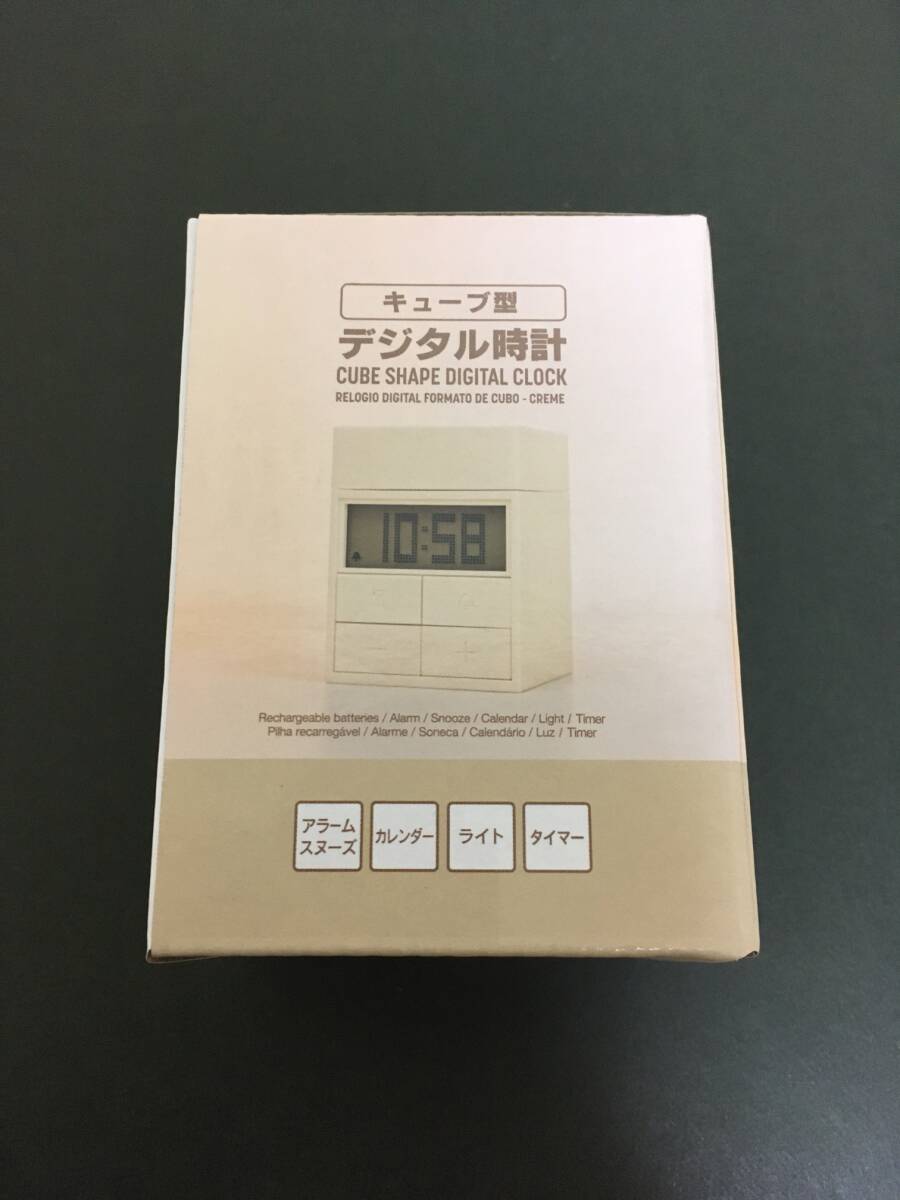 キューブ型
デジタル時計
CUBE SHAPE DIGITAL CLOCK
RELOGIO DIGITAL FORMATO DE CUBO - CREME
10:58
Rechargeable batteries / Alarm / Snooze / Calendar / Light / Timer
Pilha recarregável / Alarme / Soneca / Calendário / Luz / Timer
アラーム
スヌーズ
カレンダー
ライト
タイマー